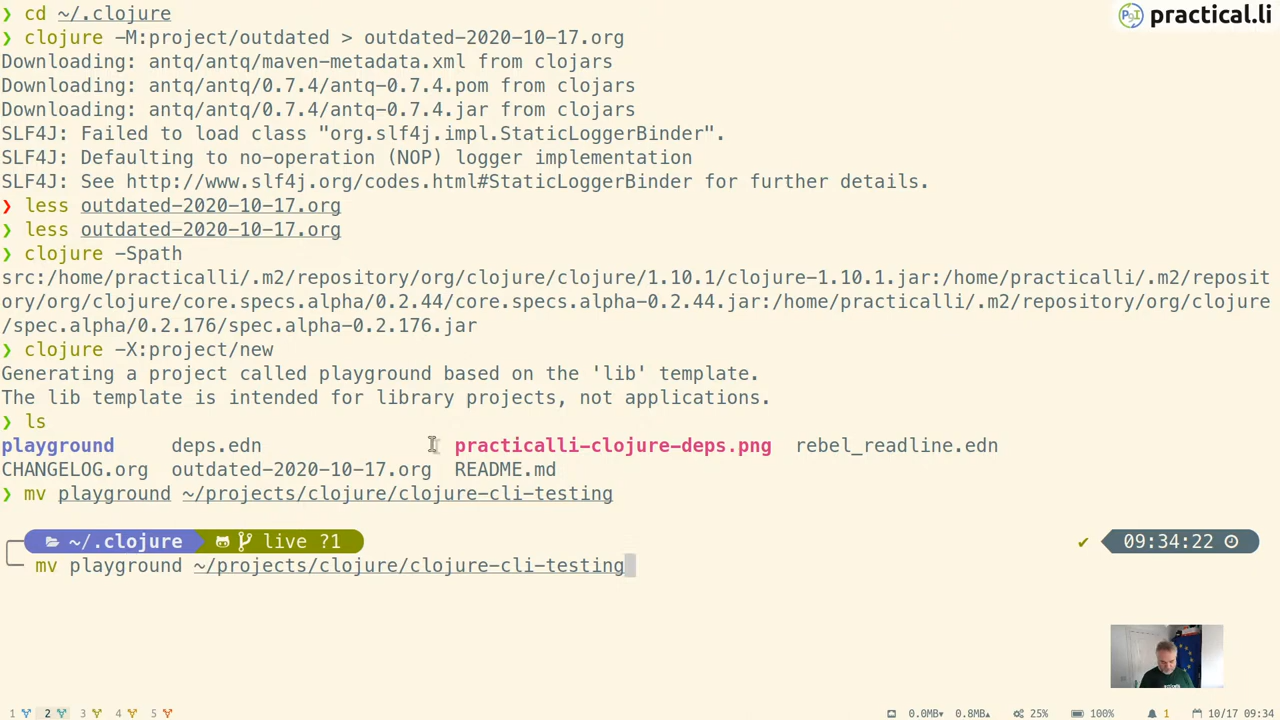 ❯ cd ~/.clojure
practical.li
❯ clojure -M:project/outdated > outdated-2020-10-17.org
Downloading: antq/antq/maven-metadata.xml from clojars
Downloading: antq/antq/0.7.4/antq-0.7.4.pom from clojars
Downloading: antq/antq/0.7.4/antq-0.7.4.jar from clojars
SLF4J: Failed to load class "org.slf4j.impl.StaticLoggerBinder".
SLF4J: Defaulting to no-operation (NOP) logger implementation
SLF4J: See http://www.slf4j.org/codes.html#StaticLoggerBinder for further details.
❯ less outdated-2020-10-17.org
❯ less outdated-2020-10-17.org
❯ clojure -Spath
src:/home/practicalli/.m2/repository/org/clojure/clojure/1.10.1/clojure-1.10.1.jar:/home/practicalli/.m2/reposit
ory/org/clojure/core.specs.alpha/0.2.44/core.specs.alpha-0.2.44.jar:/home/practicalli/.m2/repository/org/clojure
/spec.alpha/0.2.176/spec.alpha-0.2.176.jar
❯ clojure -X:project/new
Generating a project called playground based on the 'lib' template.
The lib template is intended for library projects, not applications.
❯ ls
playground deps.edn practicalli-clojure-deps.png rebel_readline.edn
CHANGELOG.org outdated-2020-10-17.org README.md
❯ mv playground ~/projects/clojure/clojure-cli-testing
~/.clojure live ?1 ✔ 09:34:22
mv playground ~/projects/clojure/clojure-cli-testing
1 2 3 4 5 0.0MB▾ 0.8MB▴ 25% 100% 1 10/17 09:34